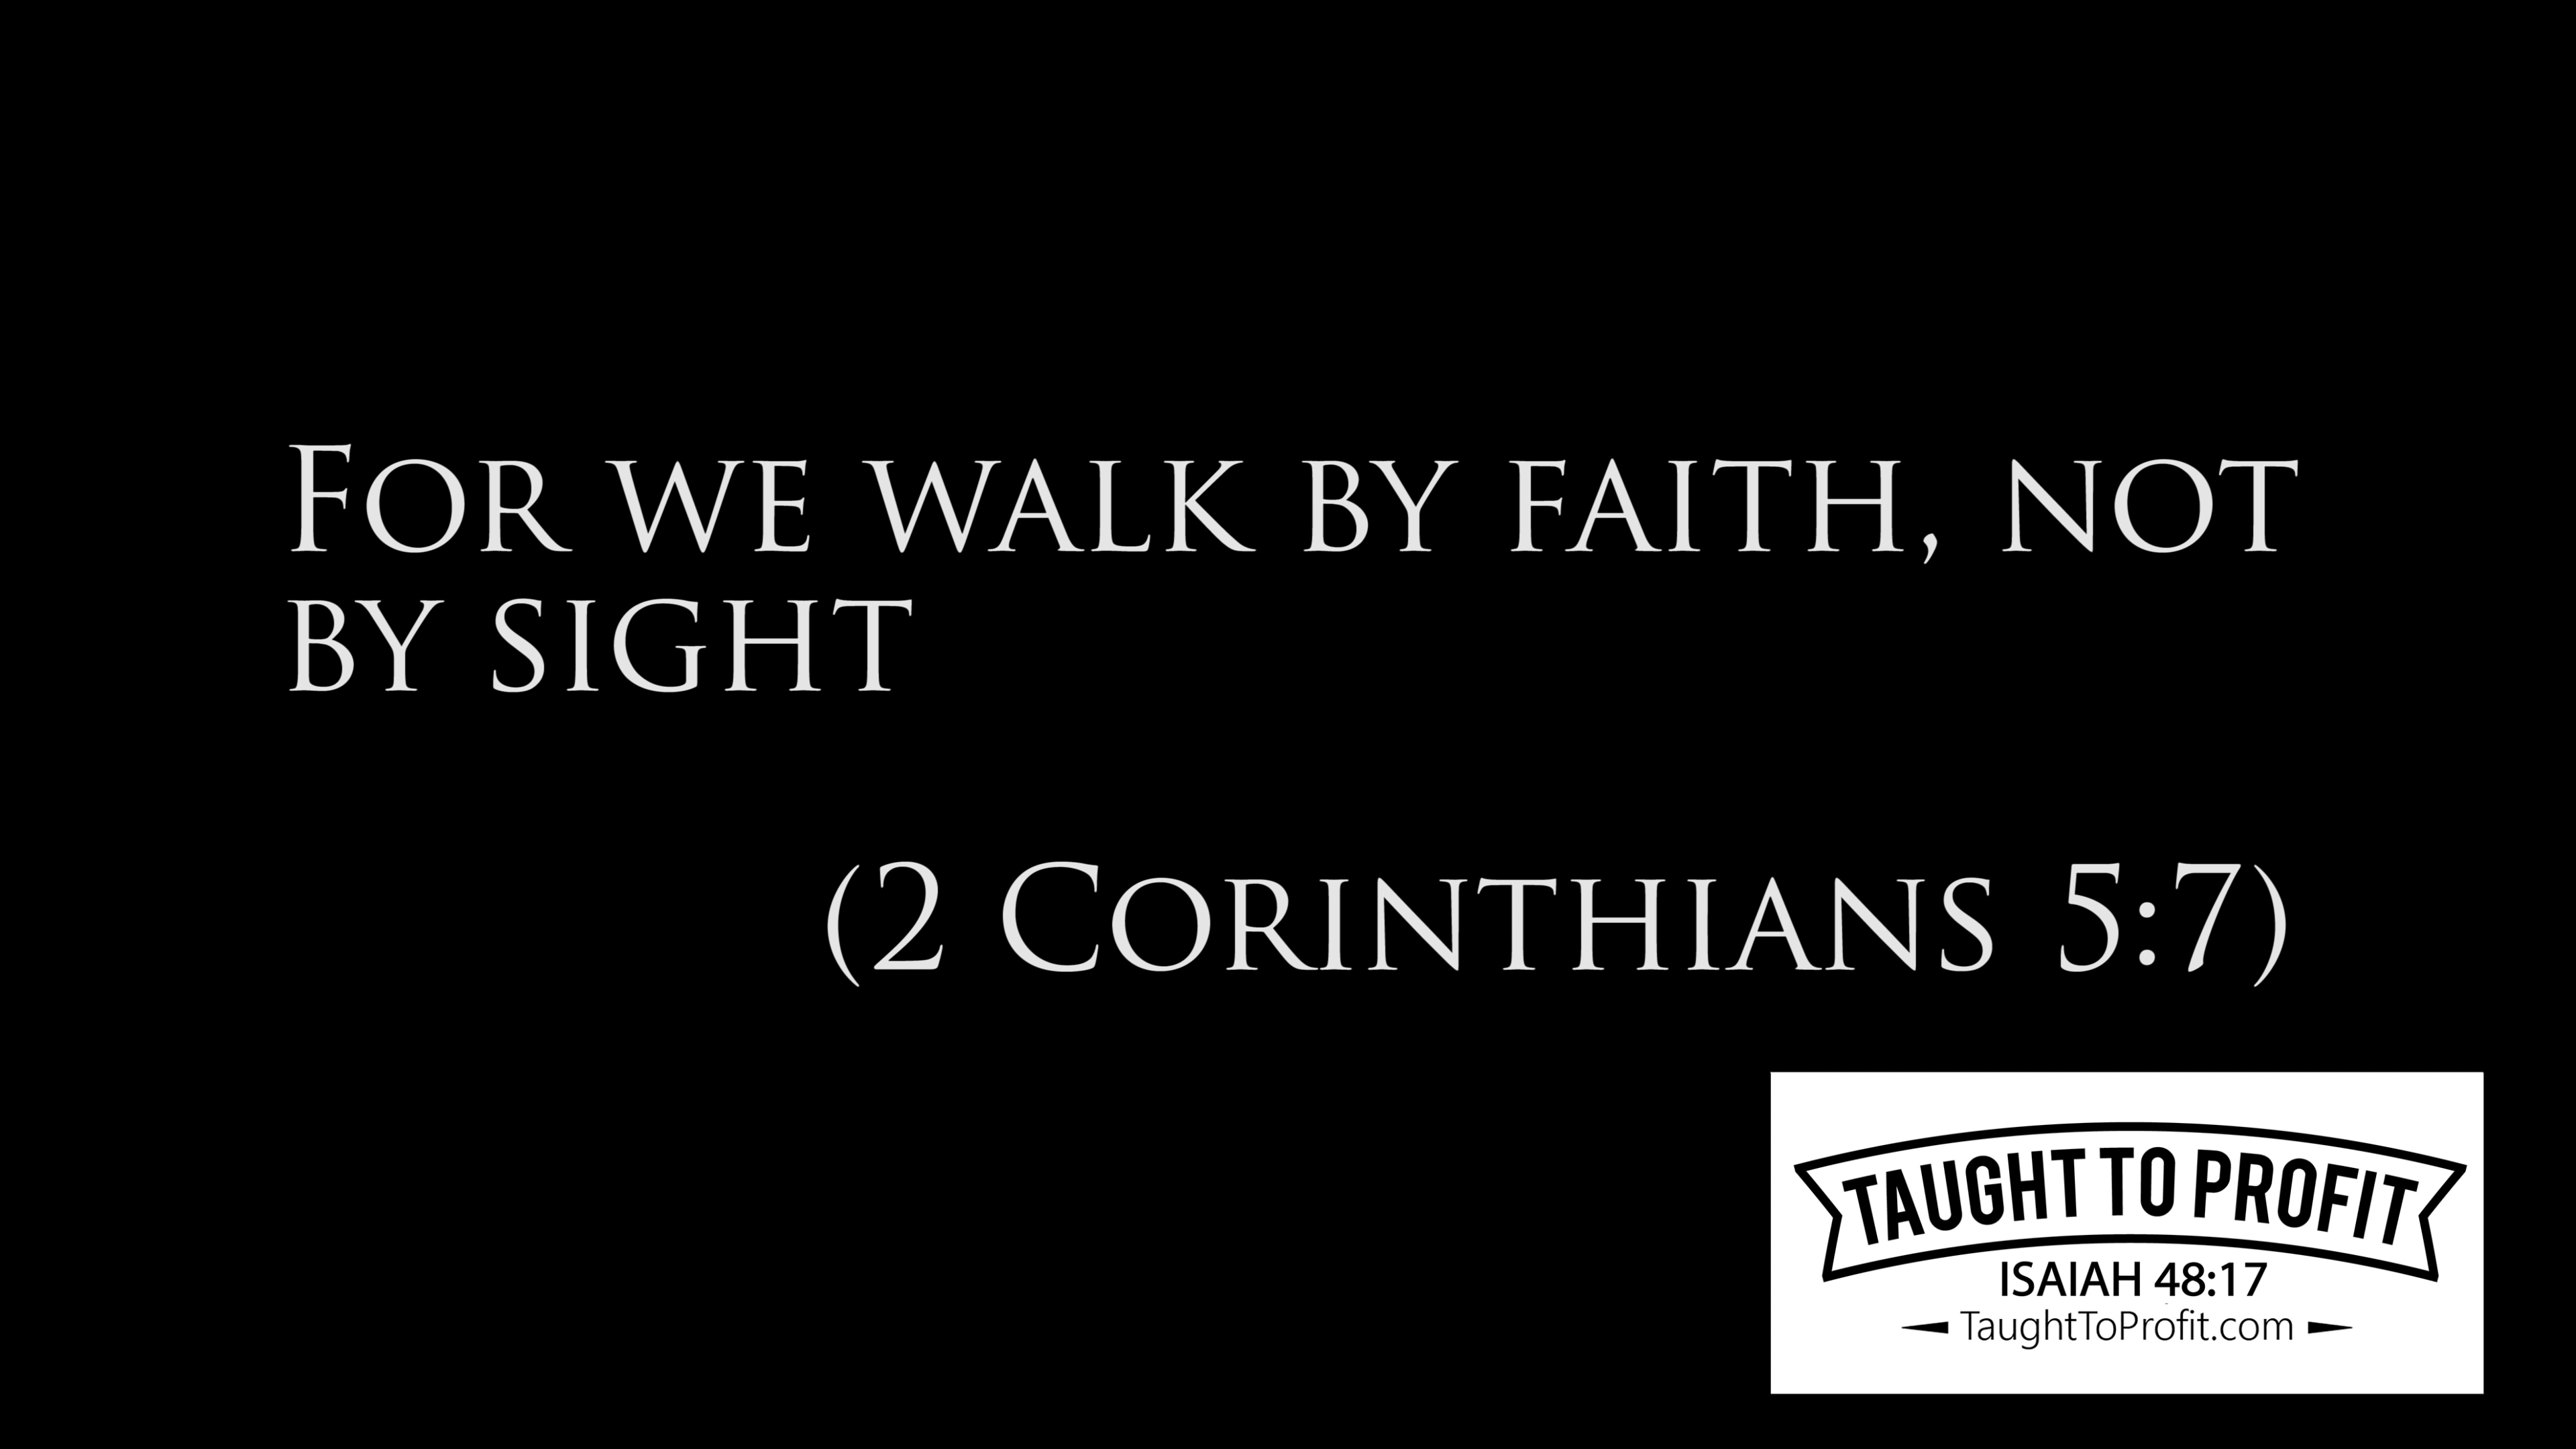 For we walk by faith, not
by sight
(2 Corinthians 5:7)
TAUGHT TO PROFIT
ISAIAH 48:17
TaughtToProfit.com